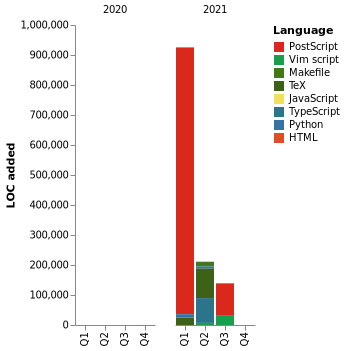 2020 2021
Language
PostScript
Vim script
Makefile
TeX
JavaScript
TypeScript
Python
HTML
LOC added
1,000,000
900,000
800,000
700,000
600,000
500,000
400,000
300,000
200,000
100,000
0
Q1 Q2 Q3 Q4 Q1 Q2 Q3 Q4